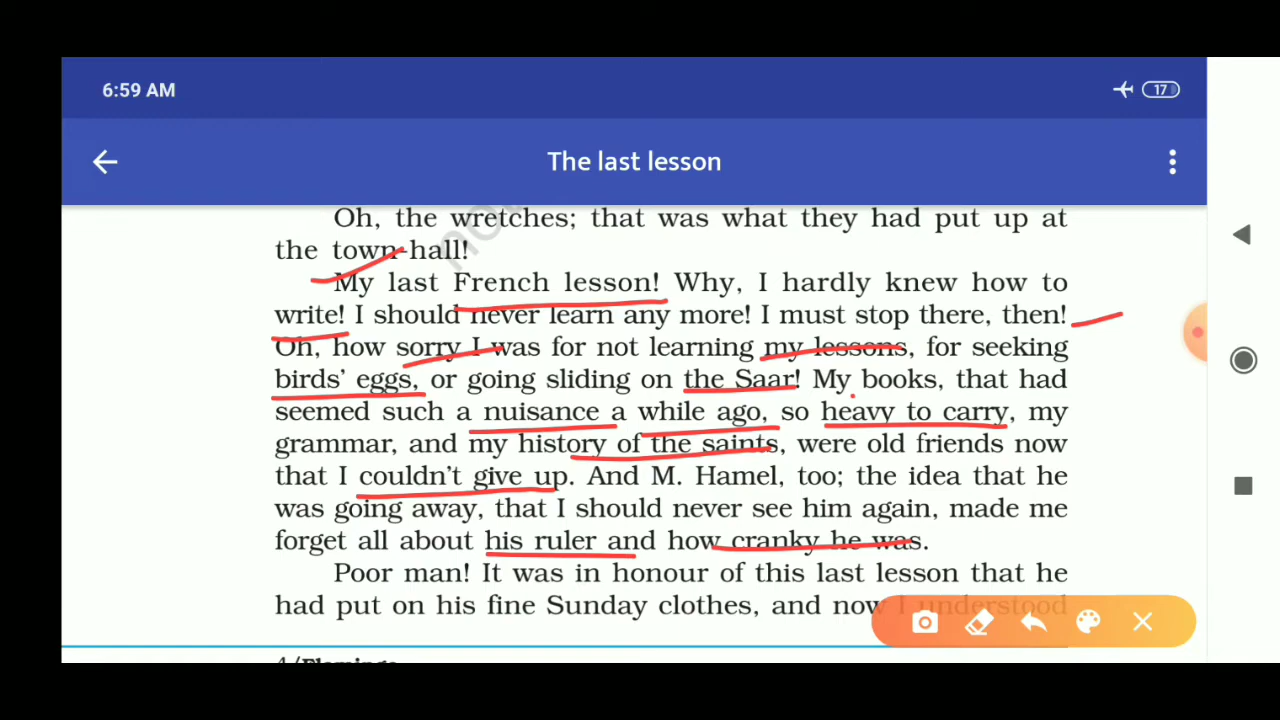 6:59 AM
17
The last lesson
Oh, the wretches; that was what they had put up at
the town-hall!
My last French lesson! Why, I hardly knew how to
write! I should never learn any more! I must stop there, then!
Oh, how sorry I was for not learning my lessons, for seeking
birds' eggs, or going sliding on the Saar! My books, that had
seemed such a nuisance a while ago, so heavy to carry, my
grammar, and my history of the saints, were old friends now
that I couldn't give up. And M. Hamel, too; the idea that he
was going away, that I should never see him again, made me
forget all about his ruler and how cranky he was.
Poor man! It was in honour of this last lesson that he
had put on his fine Sunday clothes, and now I understood
4/Flamingo